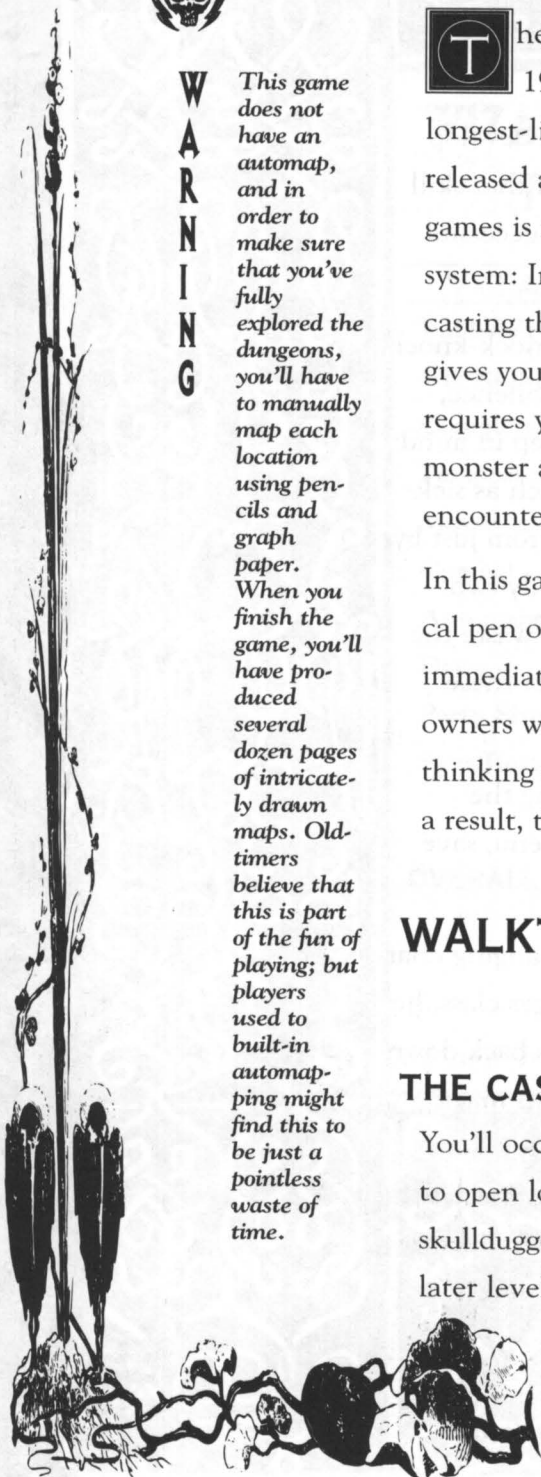 WARNING
This game
does not
have an
automap,
and in
order to
make sure
that you've
fully
explored the
dungeons,
you'll have
to manually
map each
location
using pen-
cils and
graph
paper.
When you
finish the
game, you'll
have pro-
duced
several
dozen pages
of intricate-
ly drawn
maps. Old-
timers
believe that
this is part
of the fun of
playing; but
players
used to
built-in
automap-
ping might
find this to
be just a
pointless
waste of
time.
The
19
longest-li
released a
games is
system: In
casting th
gives you
requires y
monster a
encounte
In this ga
cal pen o
immediat
owners w
thinking
a result, t
WALKT
THE CAS
You'll occ
to open lo
skulldugg
later leve